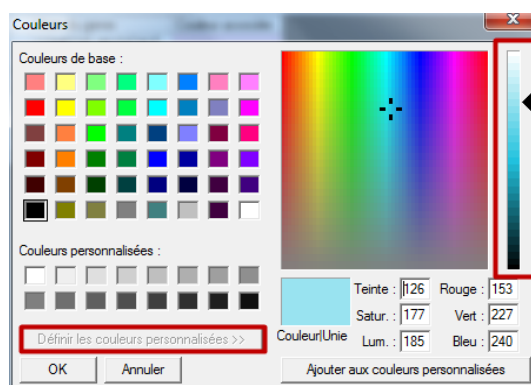 Couleurs
Couleurs de base :
Couleurs personnalisées :
Définir les couleurs personnalisées >>
OK
Annuler
Couleur|Unie
Teinte : 126
Satur. : 177
Lum. : 185
Rouge : 153
Vert : 227
Bleu : 240
Ajouter aux couleurs personnalisées